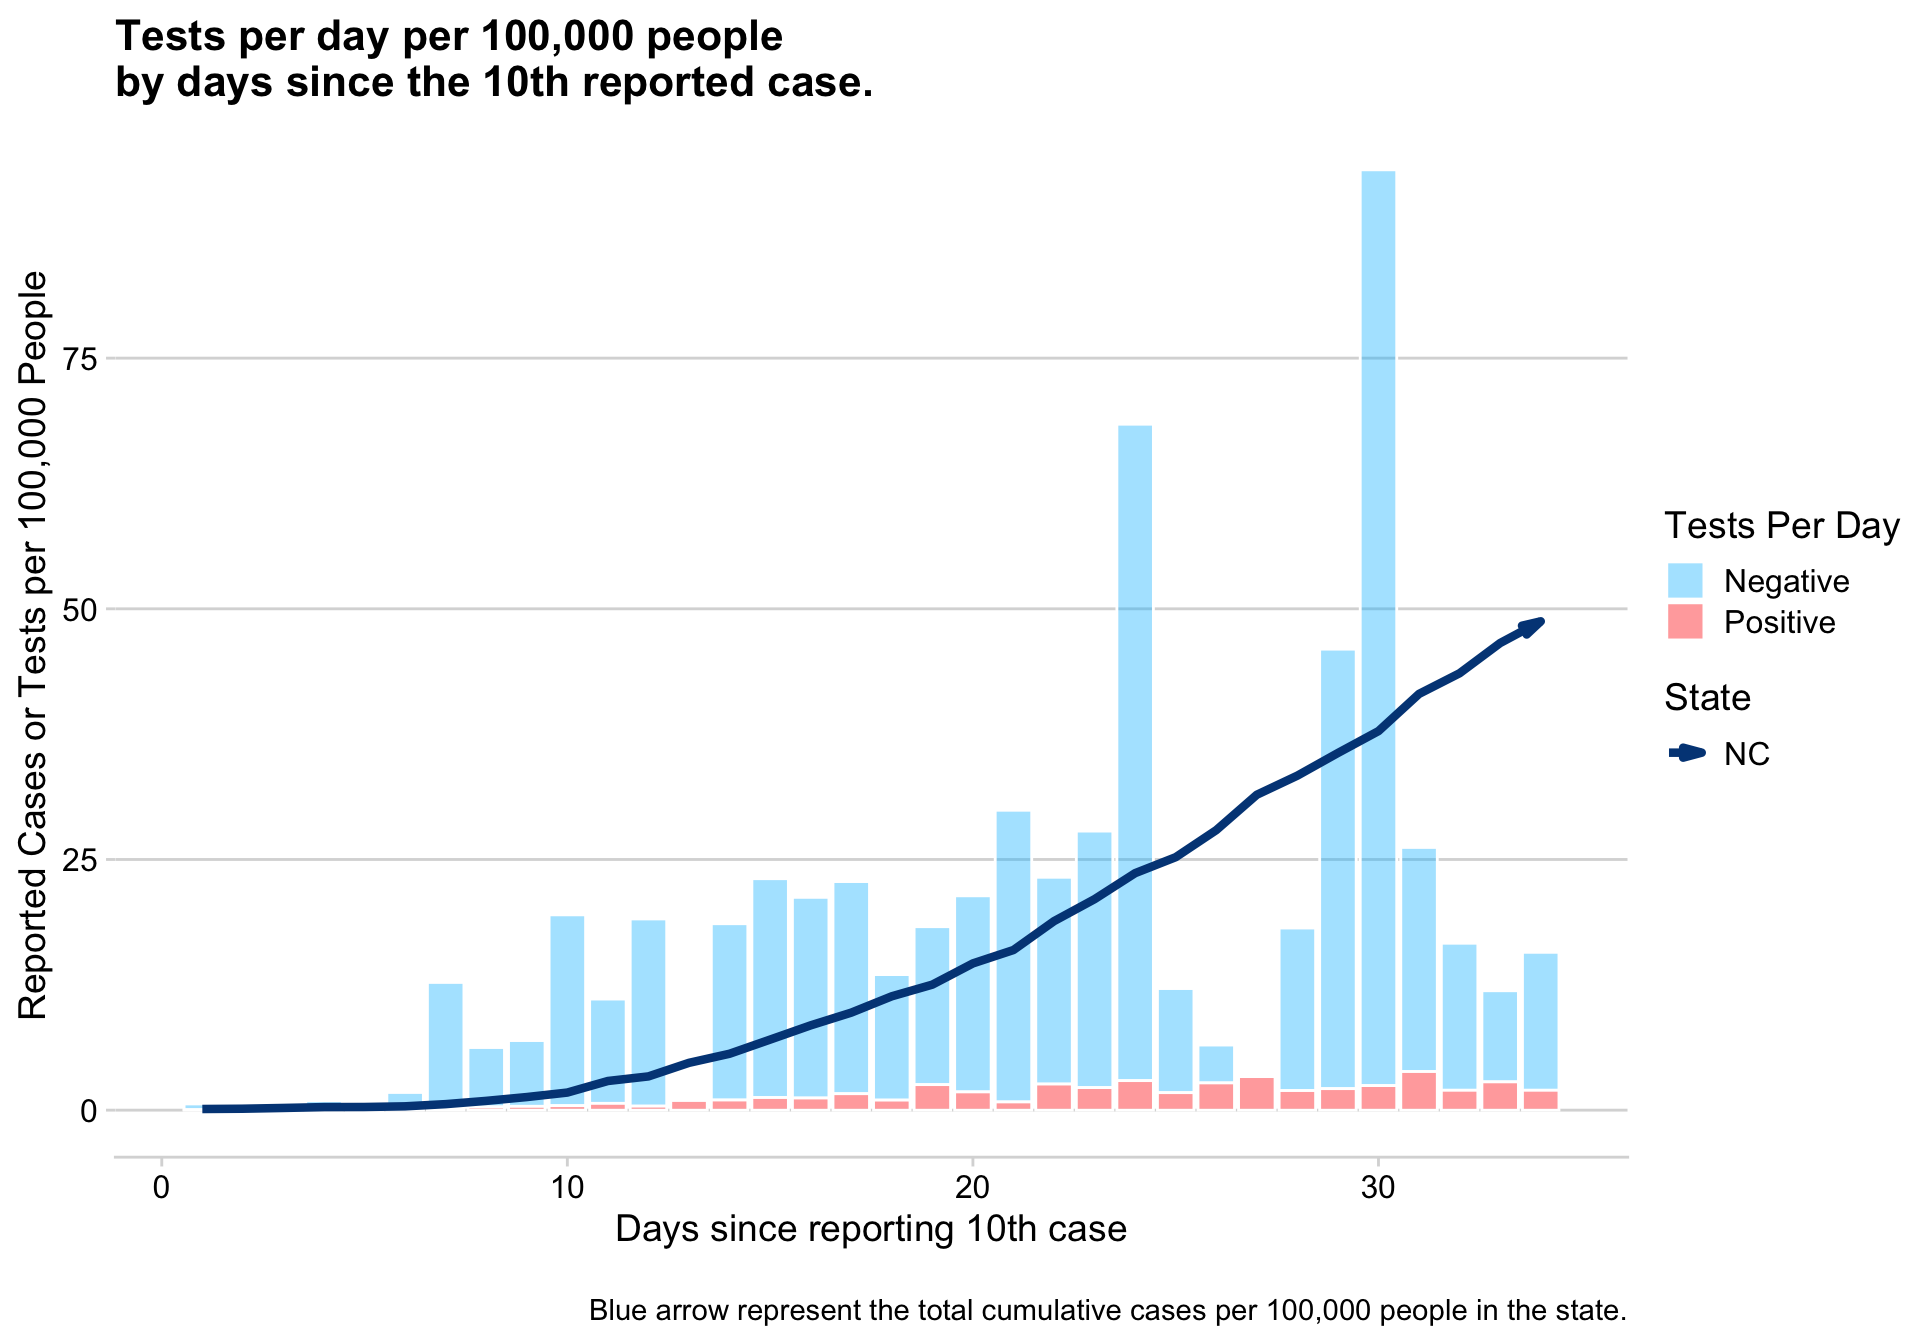 Tests per day per 100,000 people
by days since the 10th reported case.
Reported Cases or Tests per 100,000 People
75
50
25
0
0
10
20
30
Days since reporting 10th case
Tests Per Day
Negative
Positive
State
NC
Blue arrow represent the total cumulative cases per 100,000 people in the state.